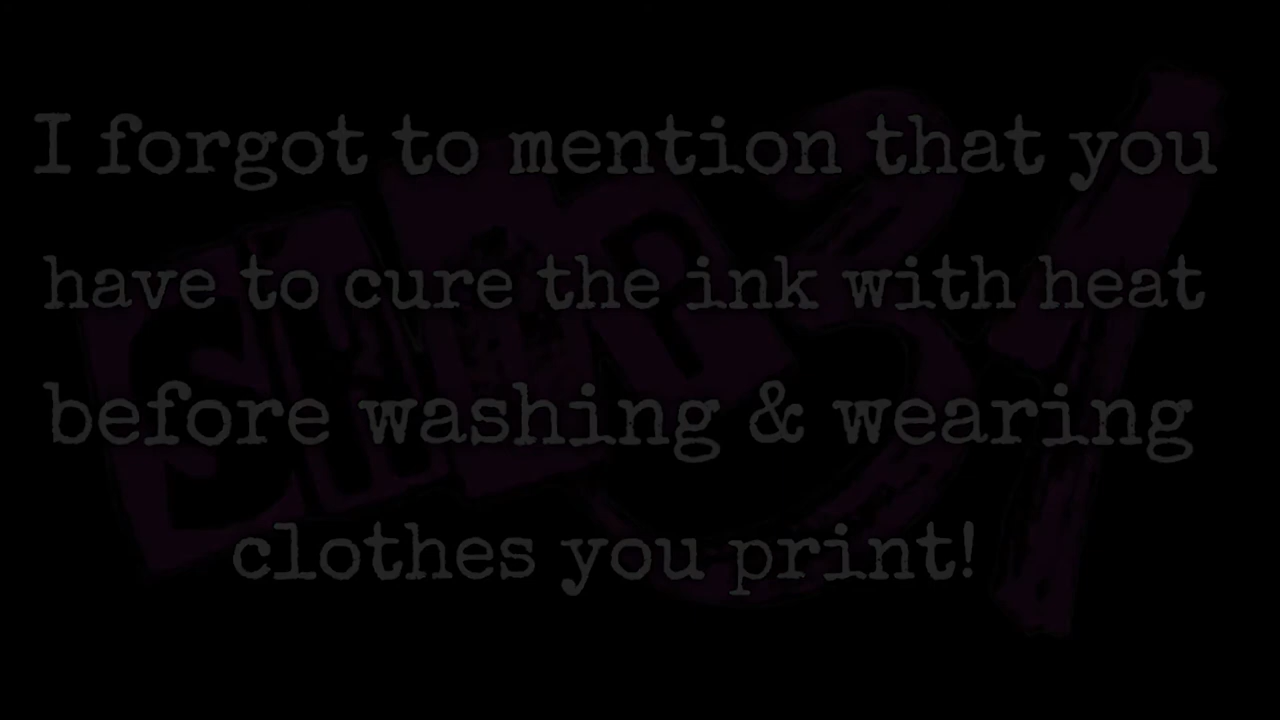 I forgot to mention that you
have to cure the ink with heat
before washing & wearing
clothes you print!